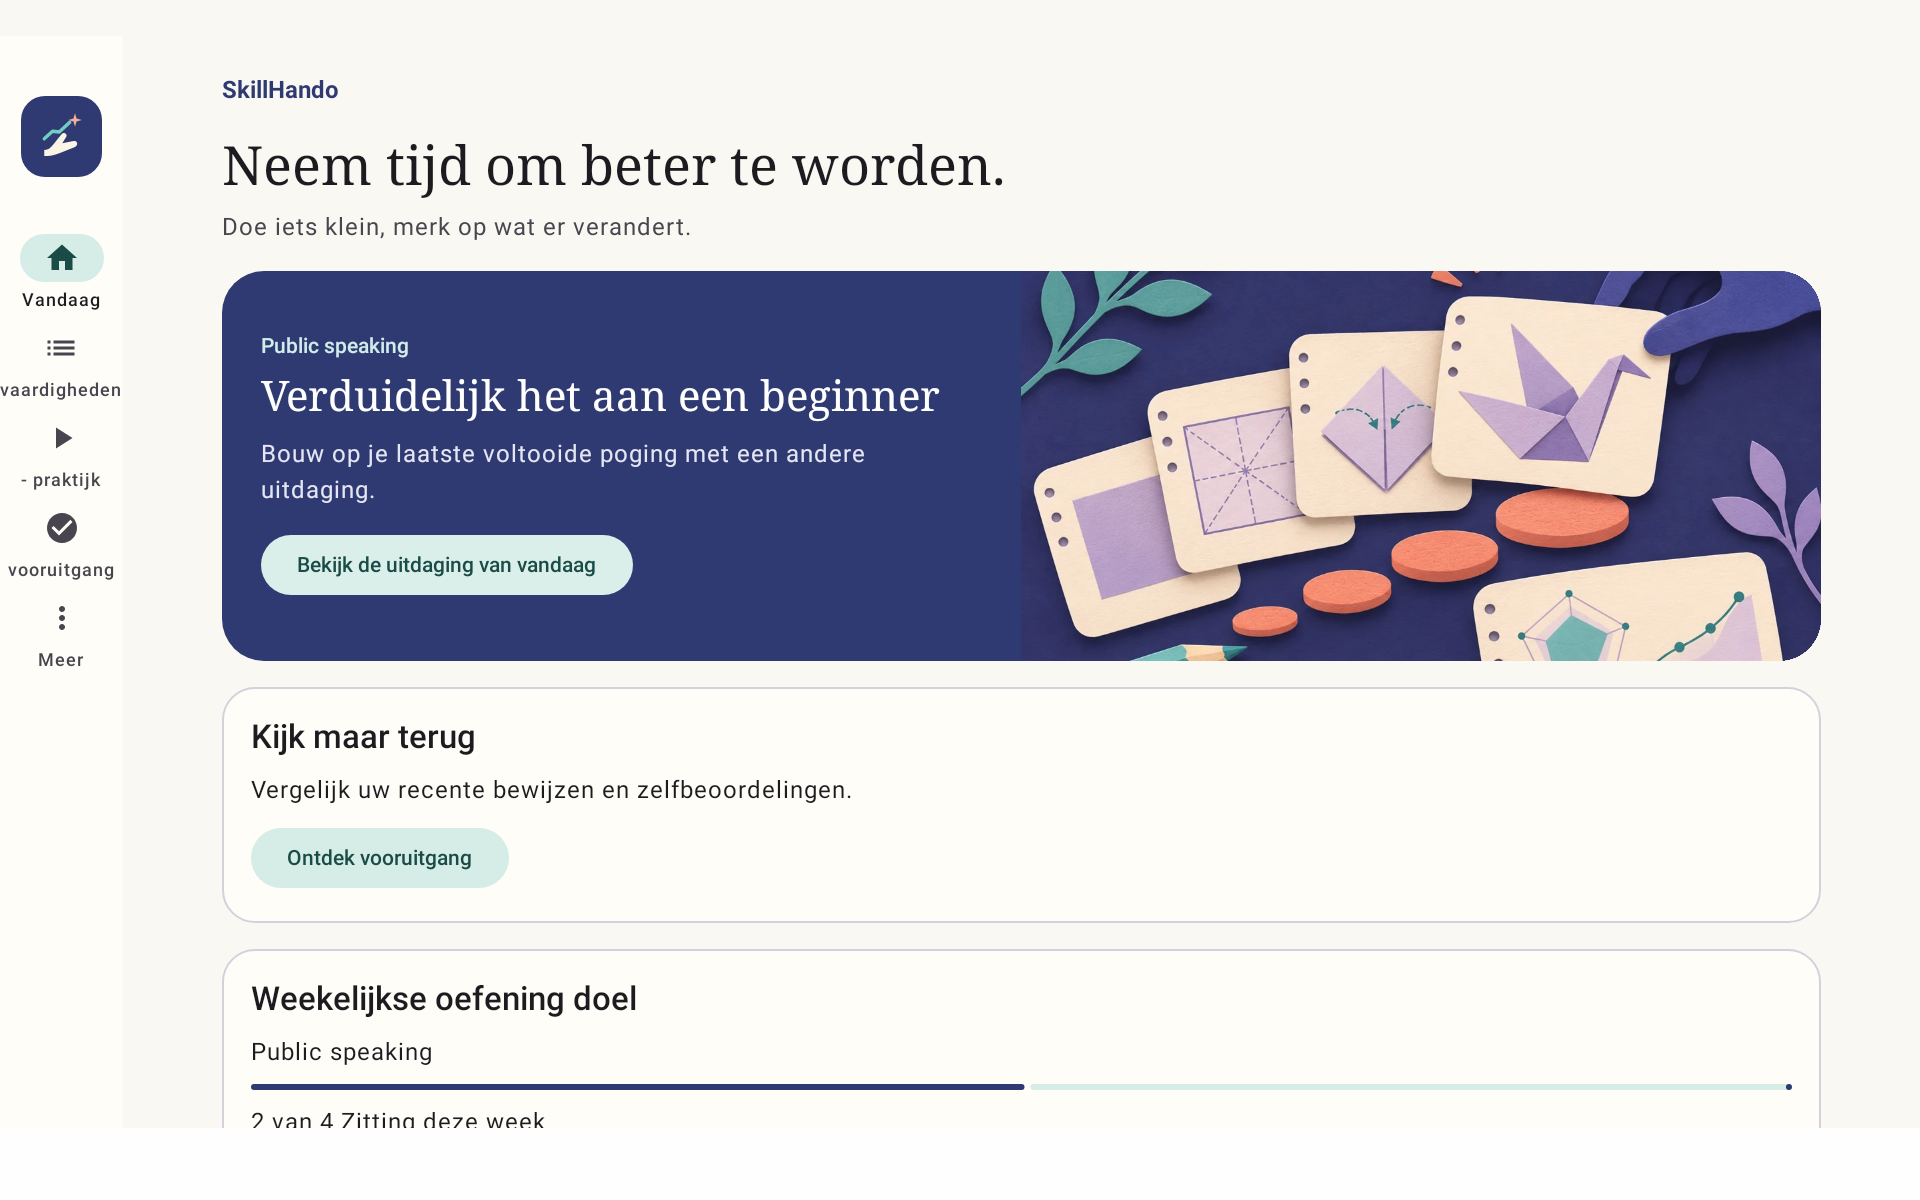 Vandaag
vaardigheden
- praktijk
vooruitgang
Meer
SkillHando
Neem tijd om beter te worden.
Doe iets klein, merk op wat er verandert.
Public speaking
Verduidelijk het aan een beginner
Bouw op je laatste voltooide poging met een andere
uitdaging.
Bekijk de uitdaging van vandaag
Kijk maar terug
Vergelijk uw recente bewijzen en zelfbeoordelingen.
Ontdek vooruitgang
Weekelijkse oefening doel
Public speaking
2 van 4 Zitting deze week